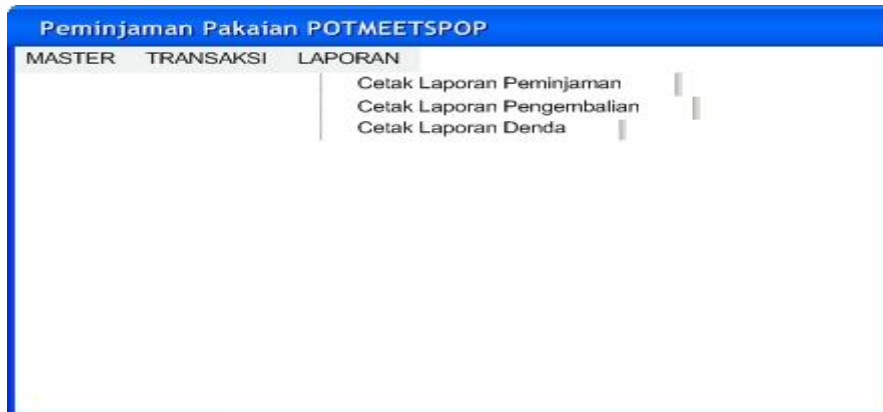 Peminjaman Pakaian POTMEETSPOP
MASTER TRANSAKSI LAPORAN
Cetak Laporan Peminjaman
Cetak Laporan Pengembalian
Cetak Laporan Denda